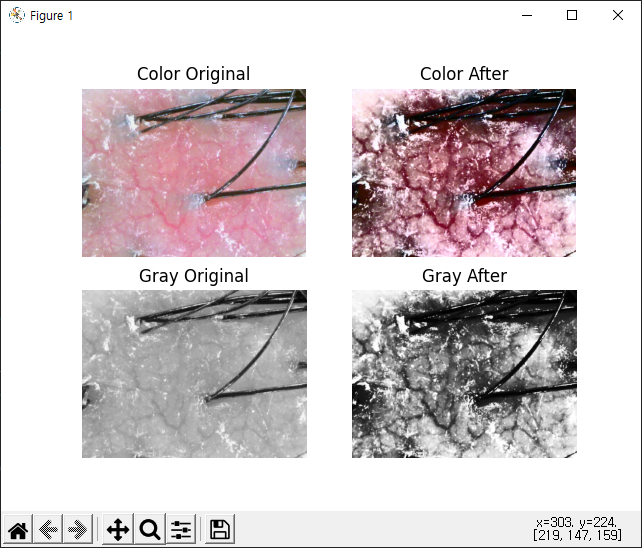 Figure 1
Color Original
Color After
Gray Original
Gray After
x=303. y=224.
[219, 147, 159]